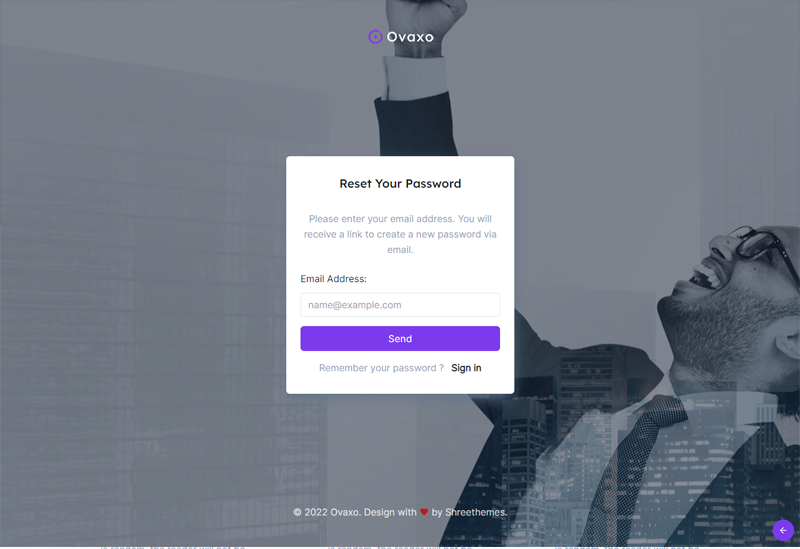 Ovaxo
Reset Your Password
Please enter your email address. You will
receive a link to create a new password via
email.
Email Address:
name@example.com
Send
Remember your password ? Sign in
© 2022 Ovaxo. Design with ❤ by Shreethemes.